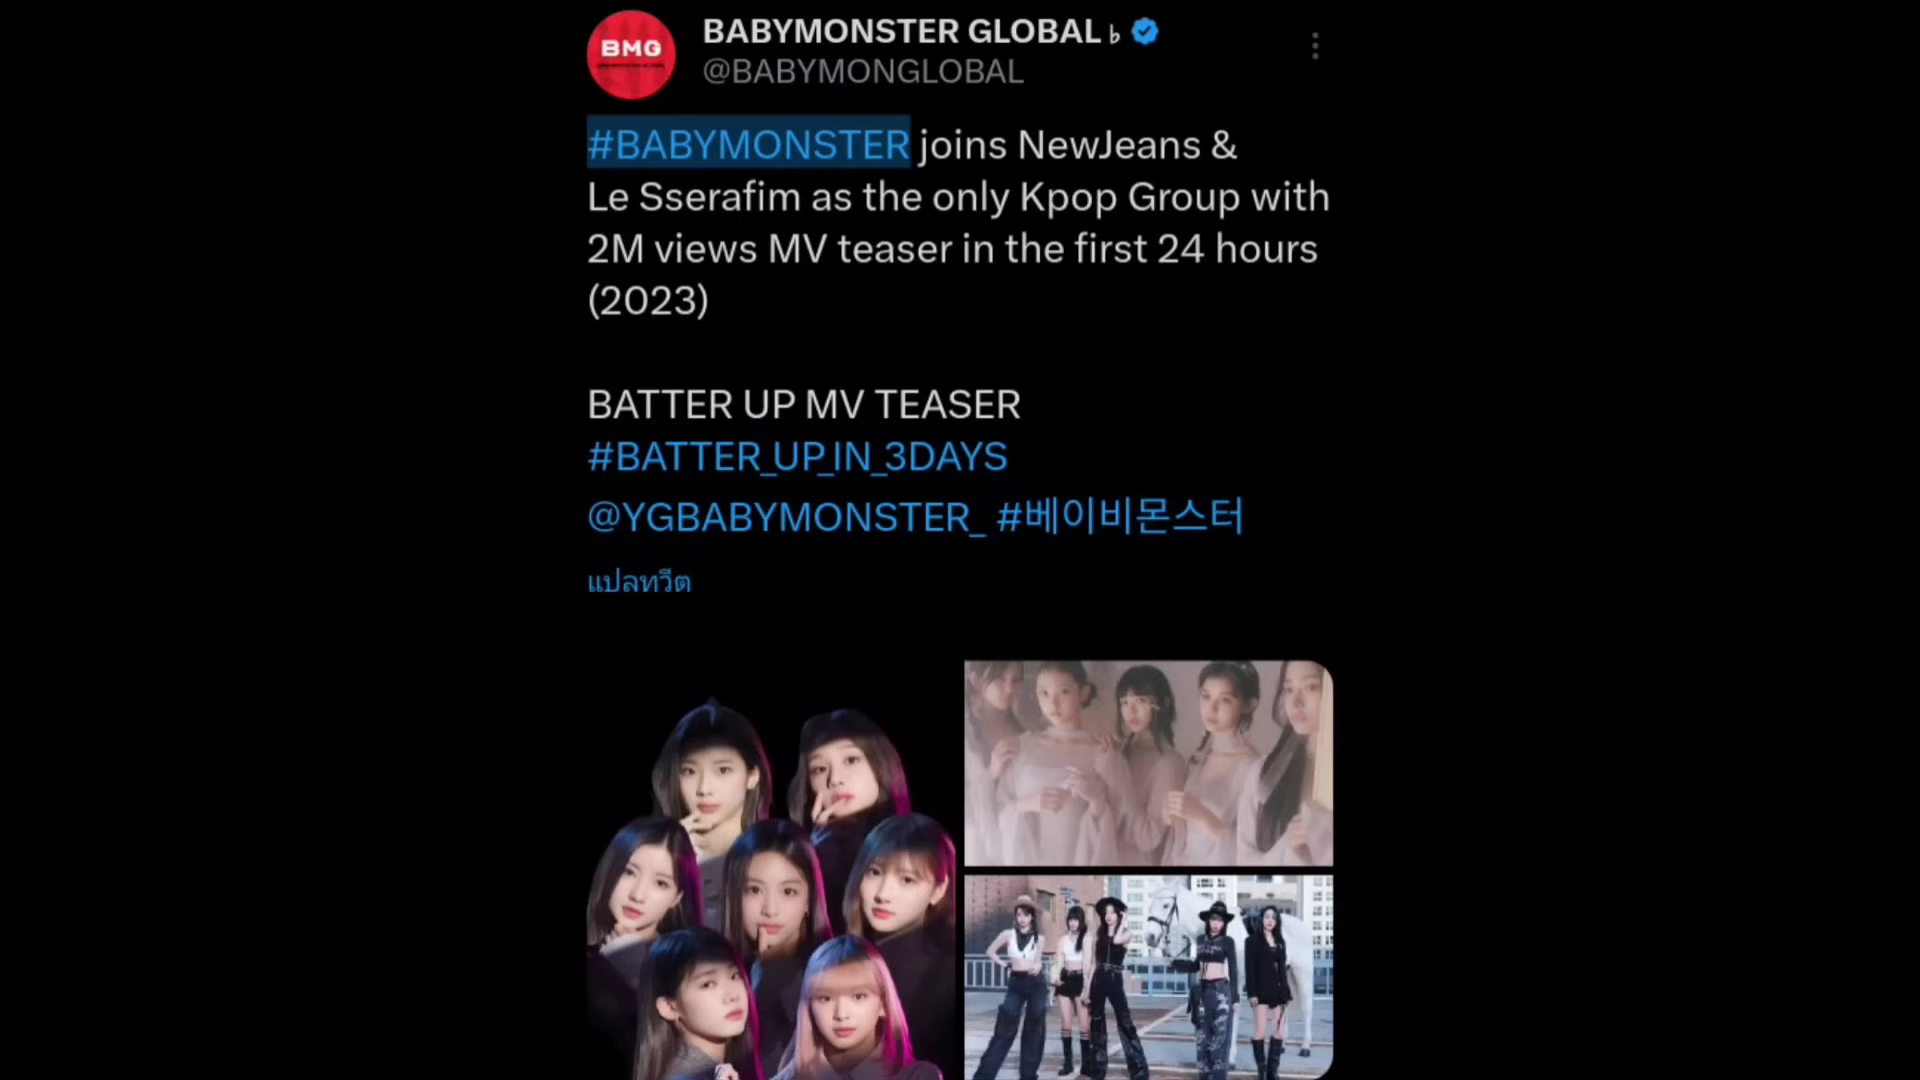 BMG
BABYMONSTER GLOBAL ♭
@BABYMONGLOBAL
#BABYMONSTER joins NewJeans &
Le Sserafim as the only Kpop Group with
2M views MV teaser in the first 24 hours
(2023)
BATTER UP MV TEASER
#BATTER_UP_IN_3DAYS
@YGBABYMONSTER_ #베이비몬스터
แปลทวีต